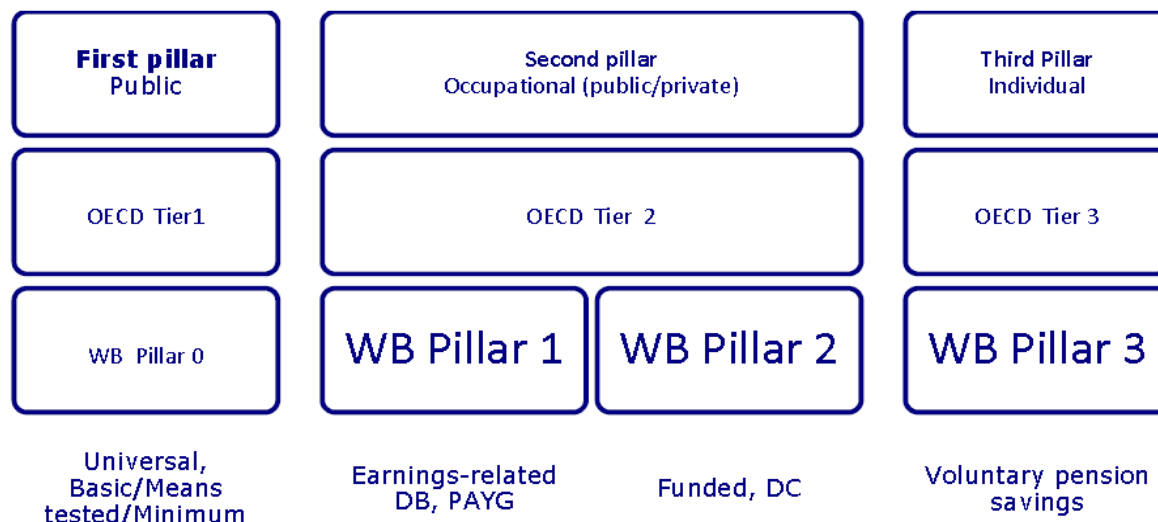 First pillar
Public
Second pillar
Occupational (public/private)
Third Pillar
Individual
OECD Tier1
OECD Tier 2
OECD Tier 3
WB Pillar 0
WB Pillar 1
WB Pillar 2
WB Pillar 3
Universal,
Basic/Means
tested/Minimum
Earnings-related
DB, PAYG
Funded, DC
Voluntary pension
savings